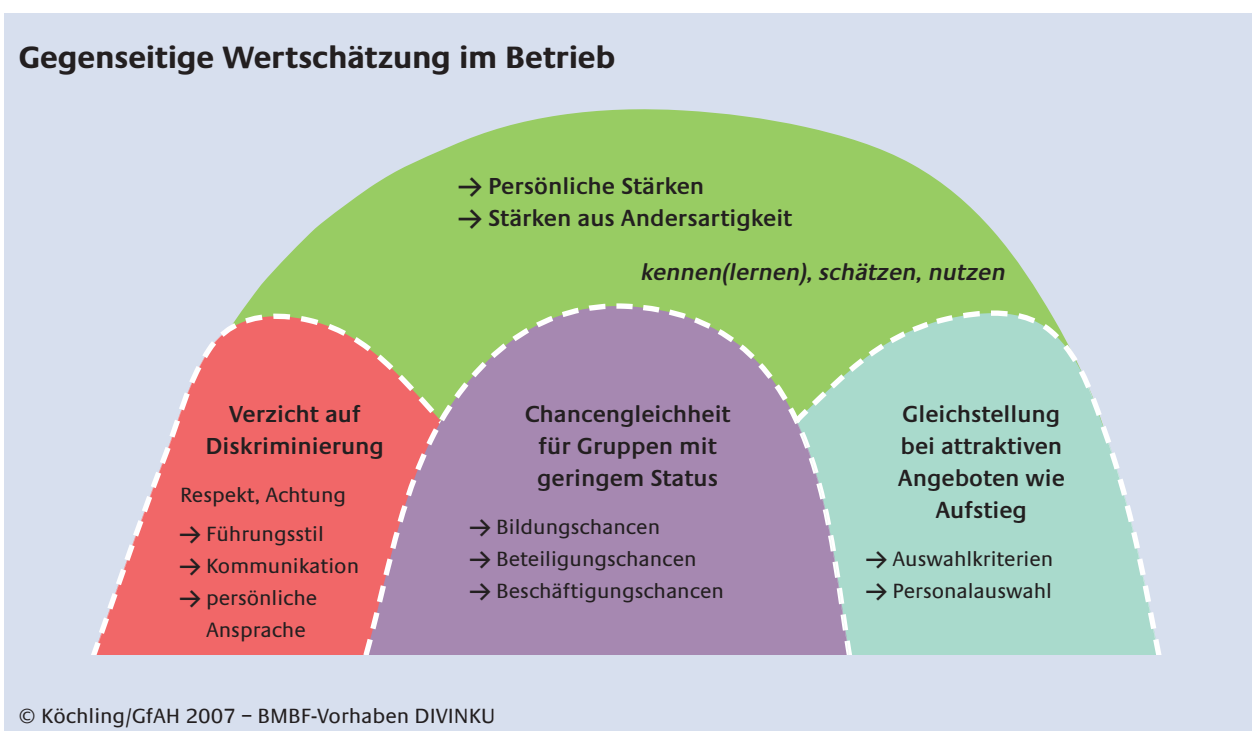 Gegenseitige Wertschätzung im Betrieb
→ Persönliche Stärken
→ Stärken aus Andersartigkeit
kennen(lernen), schätzen, nutzen
Verzicht auf
Diskriminierung
Respekt, Achtung
→ Führungsstil
→ Kommunikation
→ persönliche
Ansprache
Chancengleichheit
für Gruppen mit
geringem Status
→ Bildungschancen
→ Beteiligungschancen
→ Beschäftigungschancen
Gleichstellung
bei attraktiven
Angeboten wie
Aufstieg
→ Auswahlkriterien
→ Personalauswahl
© Köchling/GfAH 2007 – BMBF-Vorhaben DIVINKU